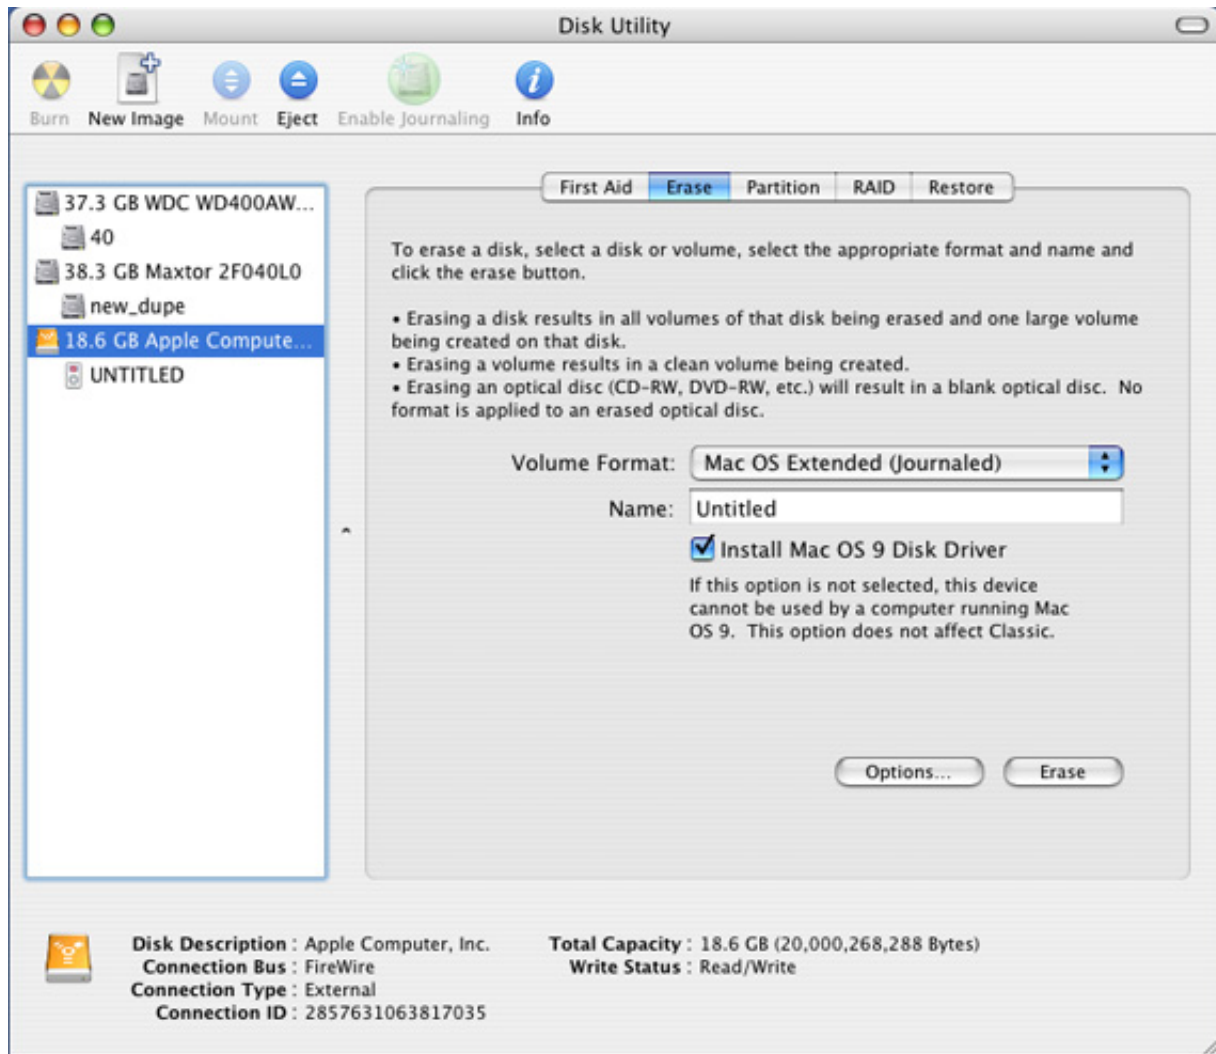 Disk Utility
Burn New Image Mount Eject Enable Journaling Info
37.3 GB WDC WD400AW...
40
38.3 GB Maxtor 2F040L0
new_dupe
18.6 GB Apple Compute...
UNTITLED
First Aid Erase Partition RAID Restore
To erase a disk, select a disk or volume, select the appropriate format and name and
click the erase button.
• Erasing a disk results in all volumes of that disk being erased and one large volume
being created on that disk.
• Erasing a volume results in a clean volume being created.
• Erasing an optical disc (CD-RW, DVD-RW, etc.) will result in a blank optical disc. No
format is applied to an erased optical disc.
Volume Format: Mac OS Extended (Journaled)
Name: Untitled
Install Mac OS 9 Disk Driver
If this option is not selected, this device
cannot be used by a computer running Mac
OS 9. This option does not affect Classic.
Options... Erase
Disk Description : Apple Computer, Inc. Total Capacity : 18.6 GB (20,000,268,288 Bytes)
Connection Bus : FireWire Write Status : Read/Write
Connection Type : External
Connection ID : 2857631063817035